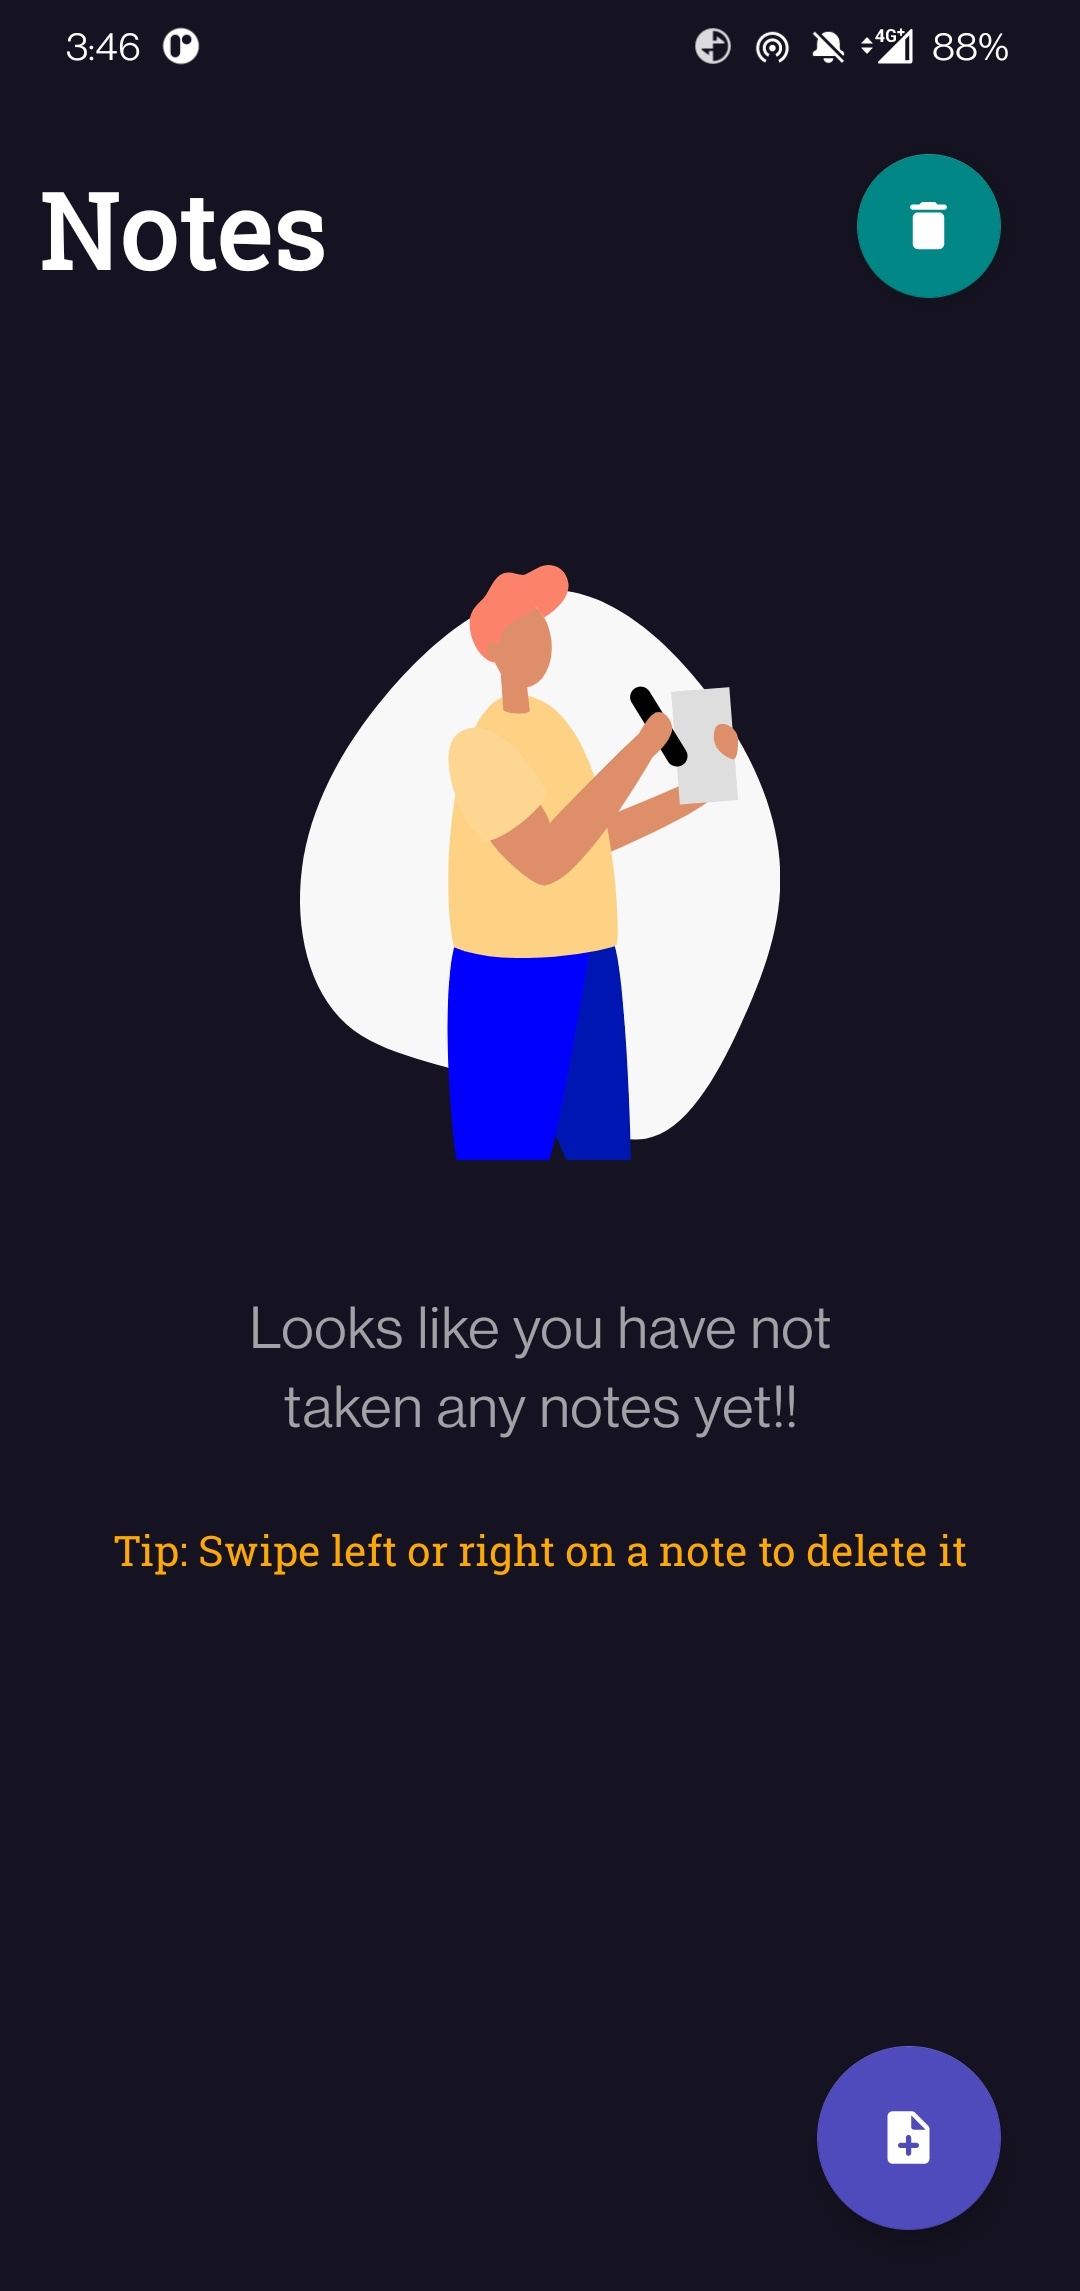 3:46 4G+ 88%
Notes
Looks like you have not
taken any notes yet!!
Tip: Swipe left or right on a note to delete it